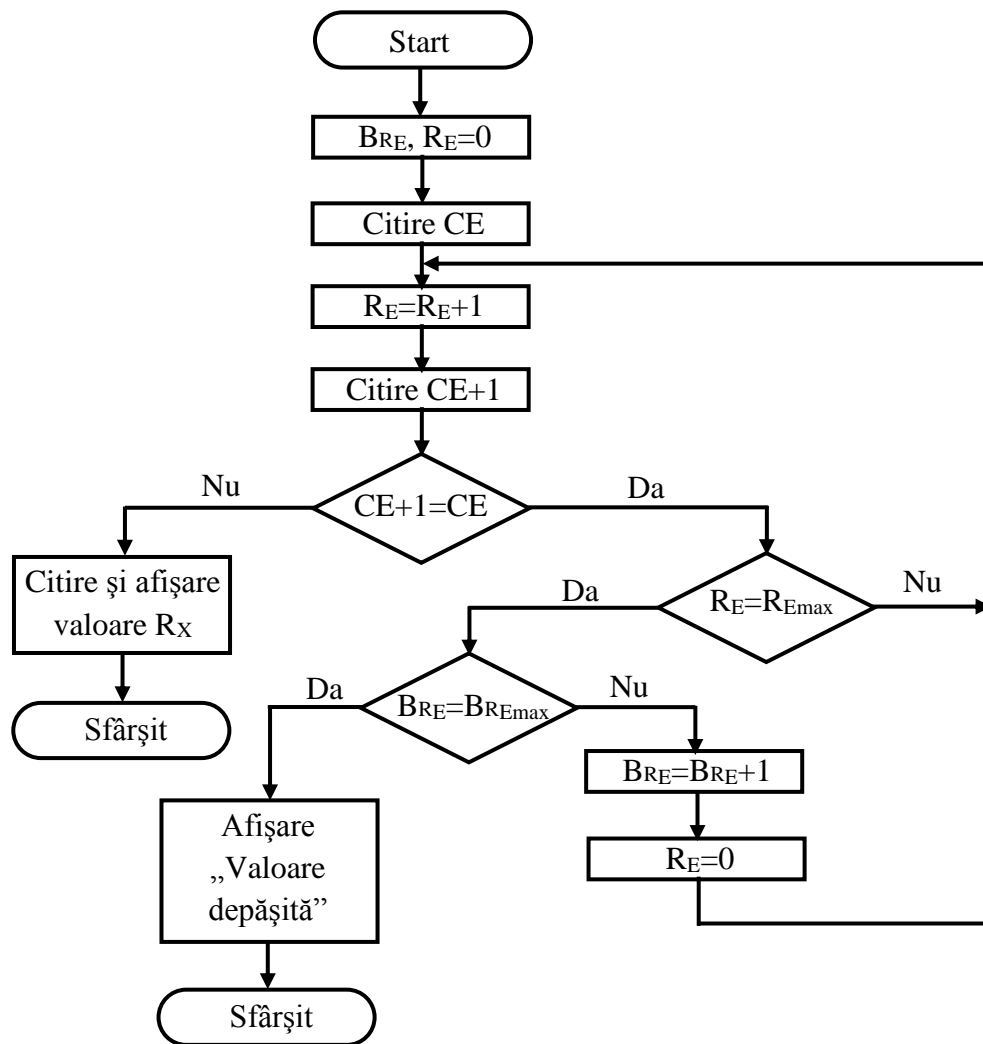 Start
BRE, RE=0
Citire CE
RE=RE+1
Citire CE+1
CE+1=CE
Nu
Da
Citire şi afişare
valoare RX
Sfârşit
RE=REmax
Da
Nu
BRE=BREmax
Da
Nu
BRE=BRE+1
RE=0
Afişare
„Valoare
depăşită”
Sfârşit